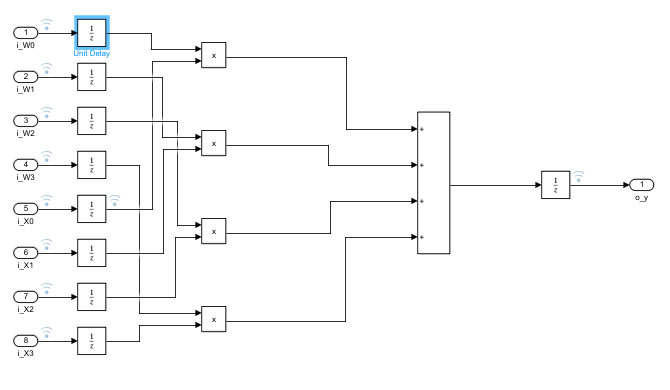 1
i_W0
1
z
Unit Delay
2
i_W1
1
z
3
i_W2
1
z
4
i_W3
1
z
5
i_X0
1
z
6
i_X1
1
z
7
i_X2
1
z
8
i_X3
1
z
x
x
x
x
+
+
+
+
1
z
1
o_y